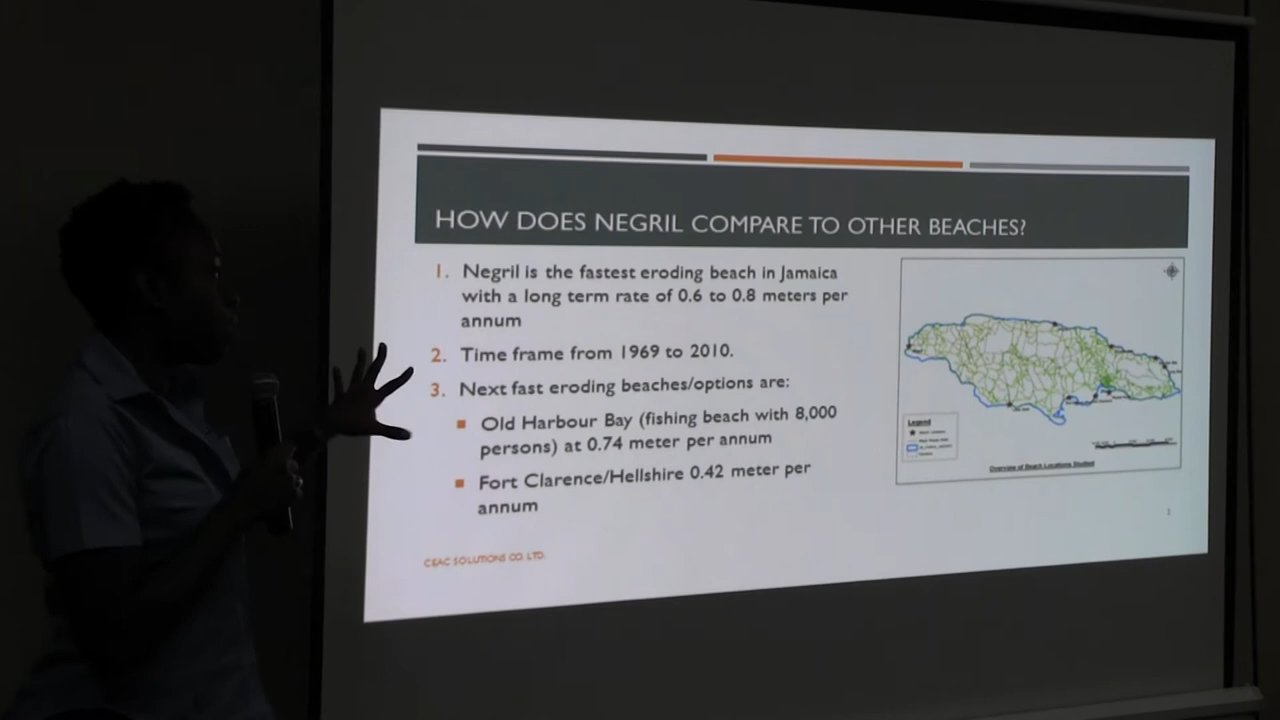 HOW DOES NEGRIL COMPARE TO OTHER BEACHES?
1. Negril is the fastest eroding beach in Jamaica
with a long term rate of 0.6 to 0.8 meters per
annum
2. Time frame from 1969 to 2010.
3. Next fast eroding beaches/options are:
Old Harbour Bay (fishing beach with 8,000
persons) at 0.74 meter per annum
Fort Clarence/Hellshire 0.42 meter per
annum
Legend
Overview of Beach Locations Studied
CEAC SOLUTIONS CO. LTD.